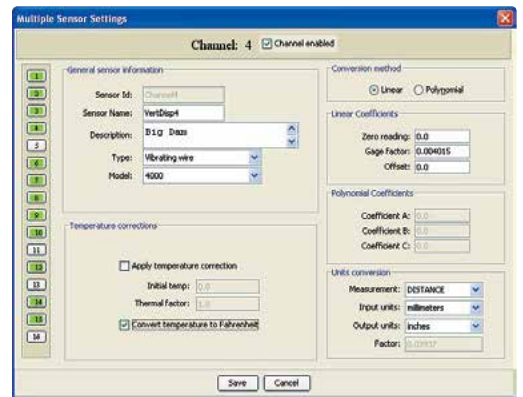 Multiple Sensor Settings
Channel: 4 Channel enabled
1
2
3
4
5
6
7
8
9
10
11
12
13
14
15
16
General sensor information
Sensor Id: Channel4
Sensor Name: VertDisp4
Description: Big Dam
Type: Vibrating wire
Model: 4000
Temperature corrections
Apply temperature correction
Initial temp: 0.0
Thermal factor: 1.0
Convert temperature to Fahrenheit
Conversion method
Linear Polynomial
Linear Coefficients
Zero reading: 0.0
Gage factor: 0.004015
Offset: 0.0
Polynomial Coefficients
Coefficient A: 0.0
Coefficient B: 0.0
Coefficient C: 0.0
Units conversion
Measurement: DISTANCE
Input units: millimeters
Output units: inches
Factor: 0.03937
Save Cancel